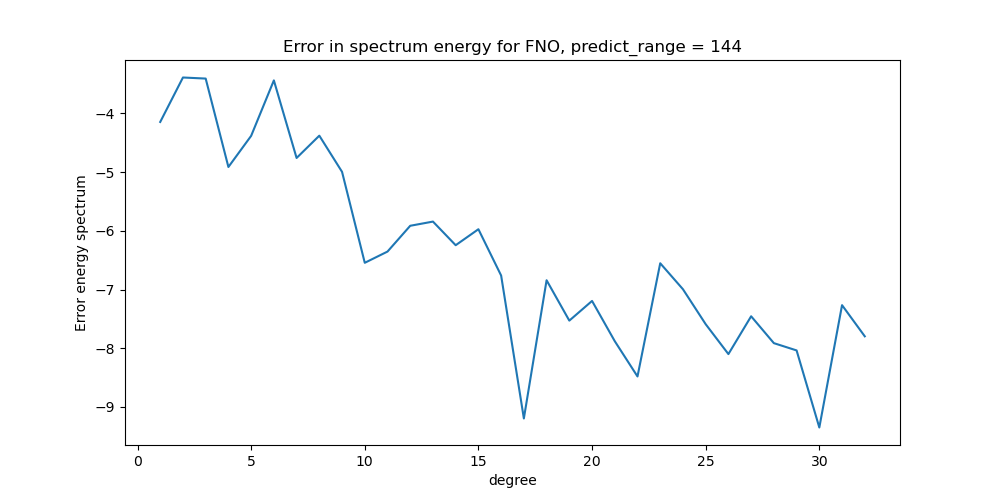 Error in spectrum energy for FNO, predict_range = 144
Error energy spectrum
−4
−5
−6
−7
−8
−9
0 5 10 15 20 25 30
degree